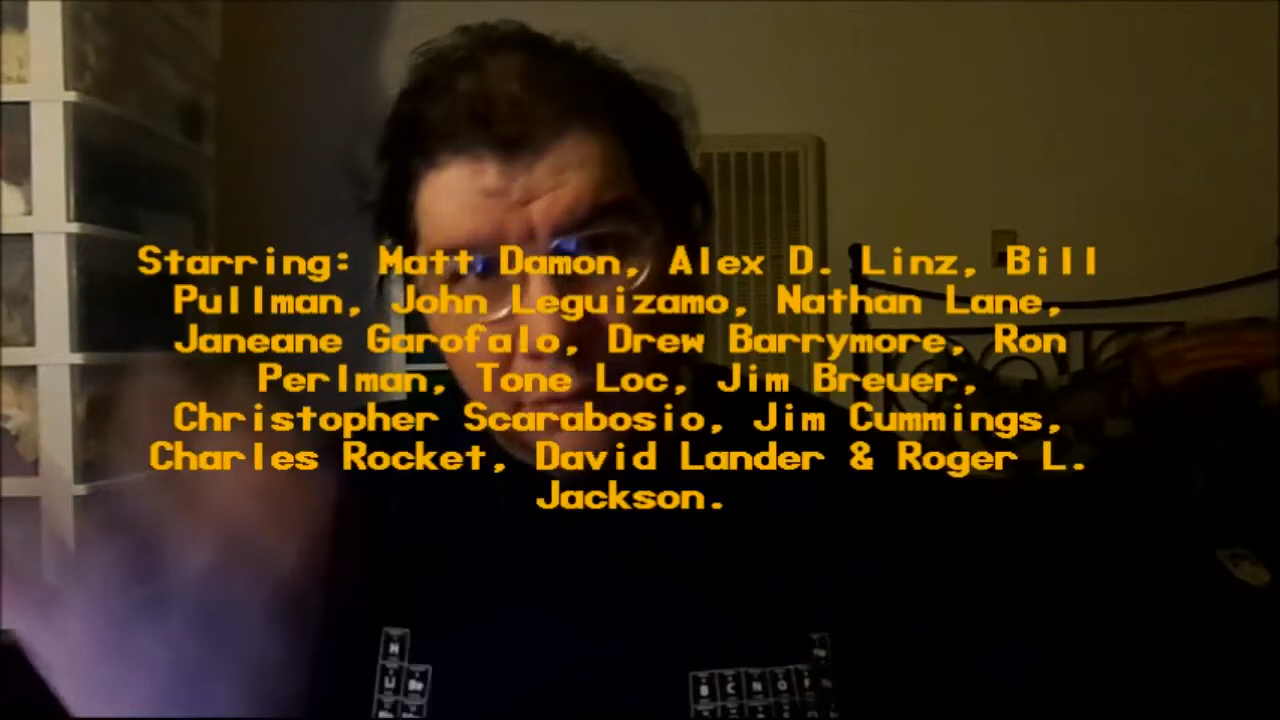 Starring: Matt Damon, Alex D. Linz, Bill
Pullman, John Leguizamo, Nathan Lane,
Janeane Garofalo, Drew Barrymore, Ron
Perlman, Tone Loc, Jim Breuer,
Christopher Scarabosio, Jim Cummings,
Charles Rocket, David Lander & Roger L.
Jackson.
H
B C N O